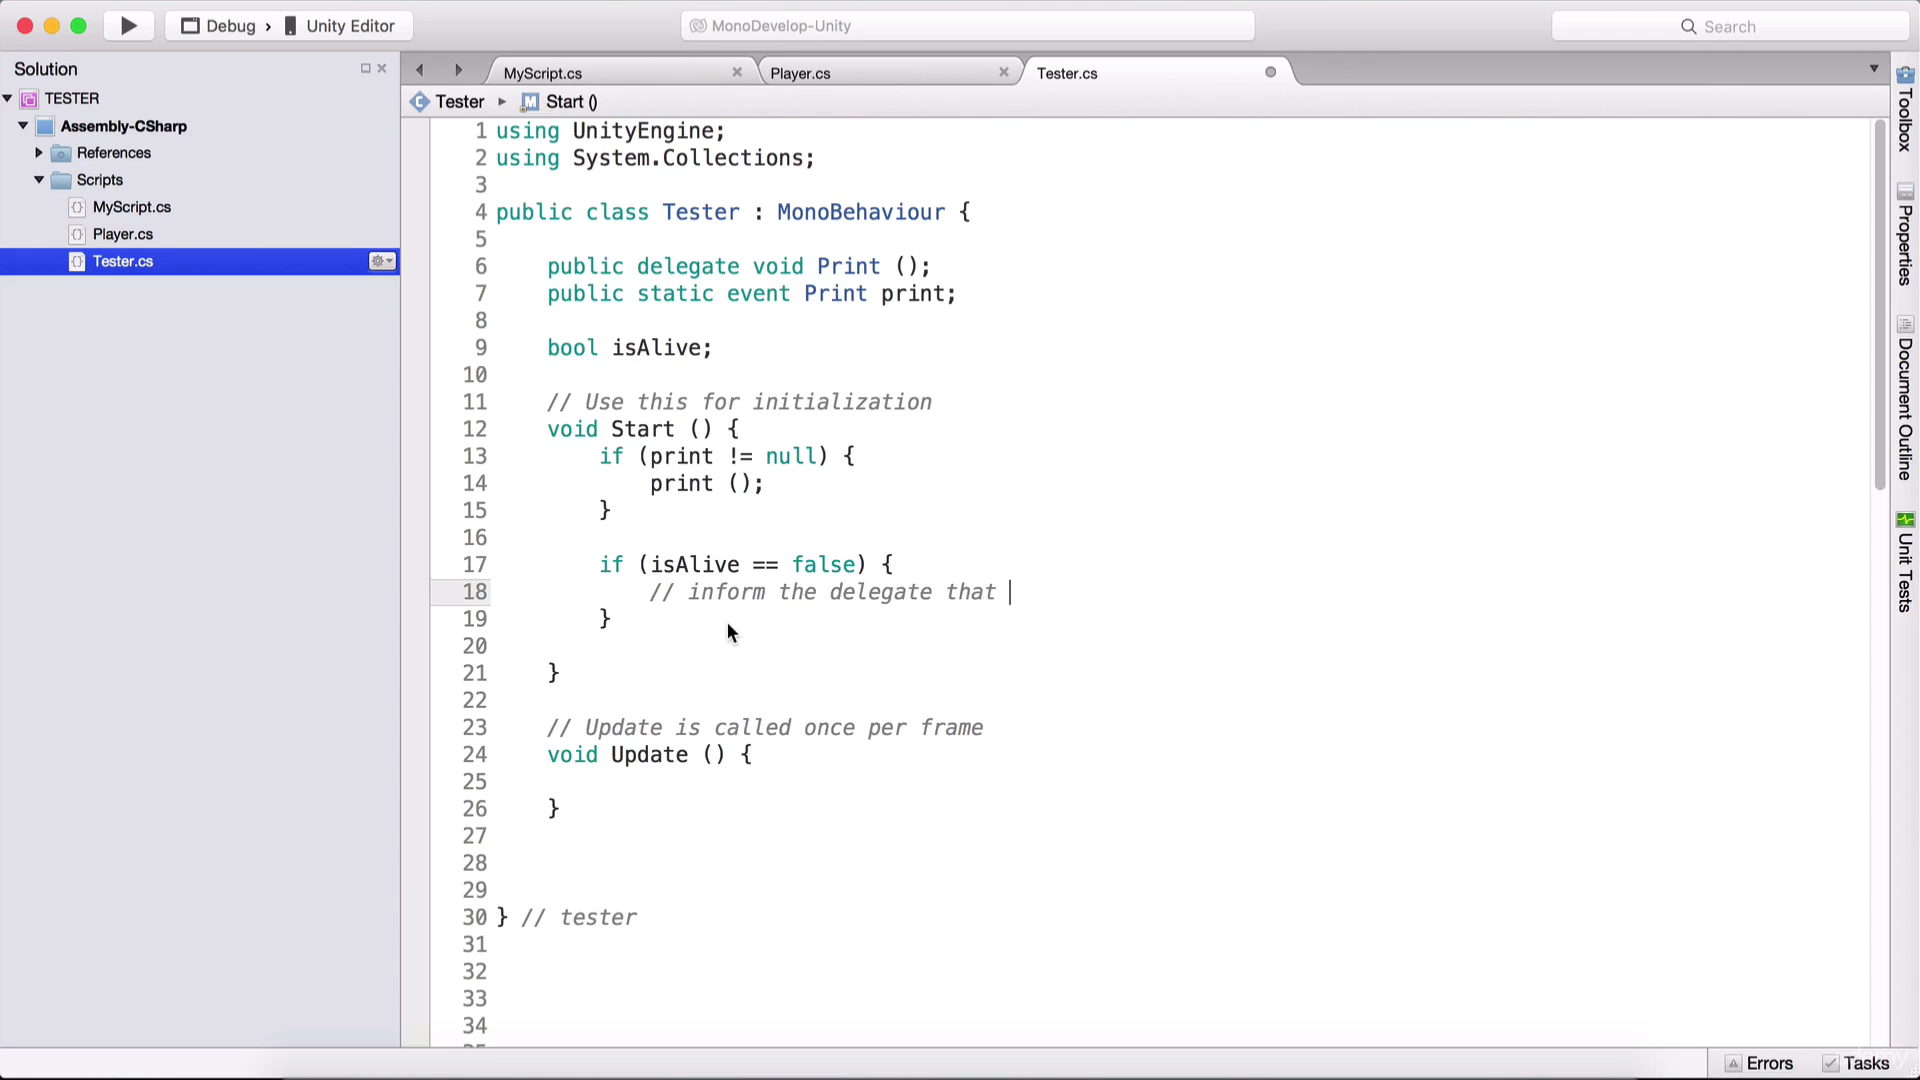 Debug › Unity Editor
MonoDevelop-Unity
Search
Solution
MyScript.cs
Player.cs
Tester.cs
TESTER
Assembly-CSharp
References
Scripts
MyScript.cs
Player.cs
Tester.cs
Tester ▸ M Start ()
1 using UnityEngine;
2 using System.Collections;
3
4 public class Tester : MonoBehaviour {
5
6 public delegate void Print ();
7 public static event Print print;
8
9 bool isAlive;
10
11 // Use this for initialization
12 void Start () {
13 if (print != null) {
14 print ();
15 }
16
17 if (isAlive == false) {
18 // inform the delegate that
19 }
20
21 }
22
23 // Update is called once per frame
24 void Update () {
25
26 }
27
28
29
30 } // tester
31
32
33
34
Toolbox
Properties
Document Outline
Unit Tests
Errors
Tasks